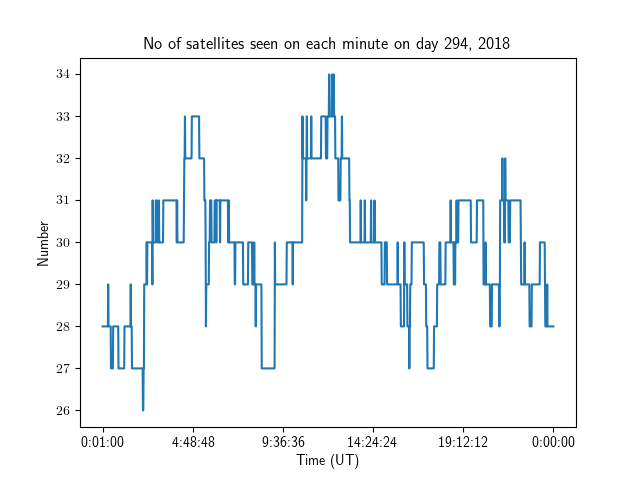 No of satellites seen on each minute on day 294, 2018
34
33
32
31
30
29
28
27
26
Number
0:01:00 4:48:48 9:36:36 14:24:24 19:12:12 0:00:00
Time (UT)